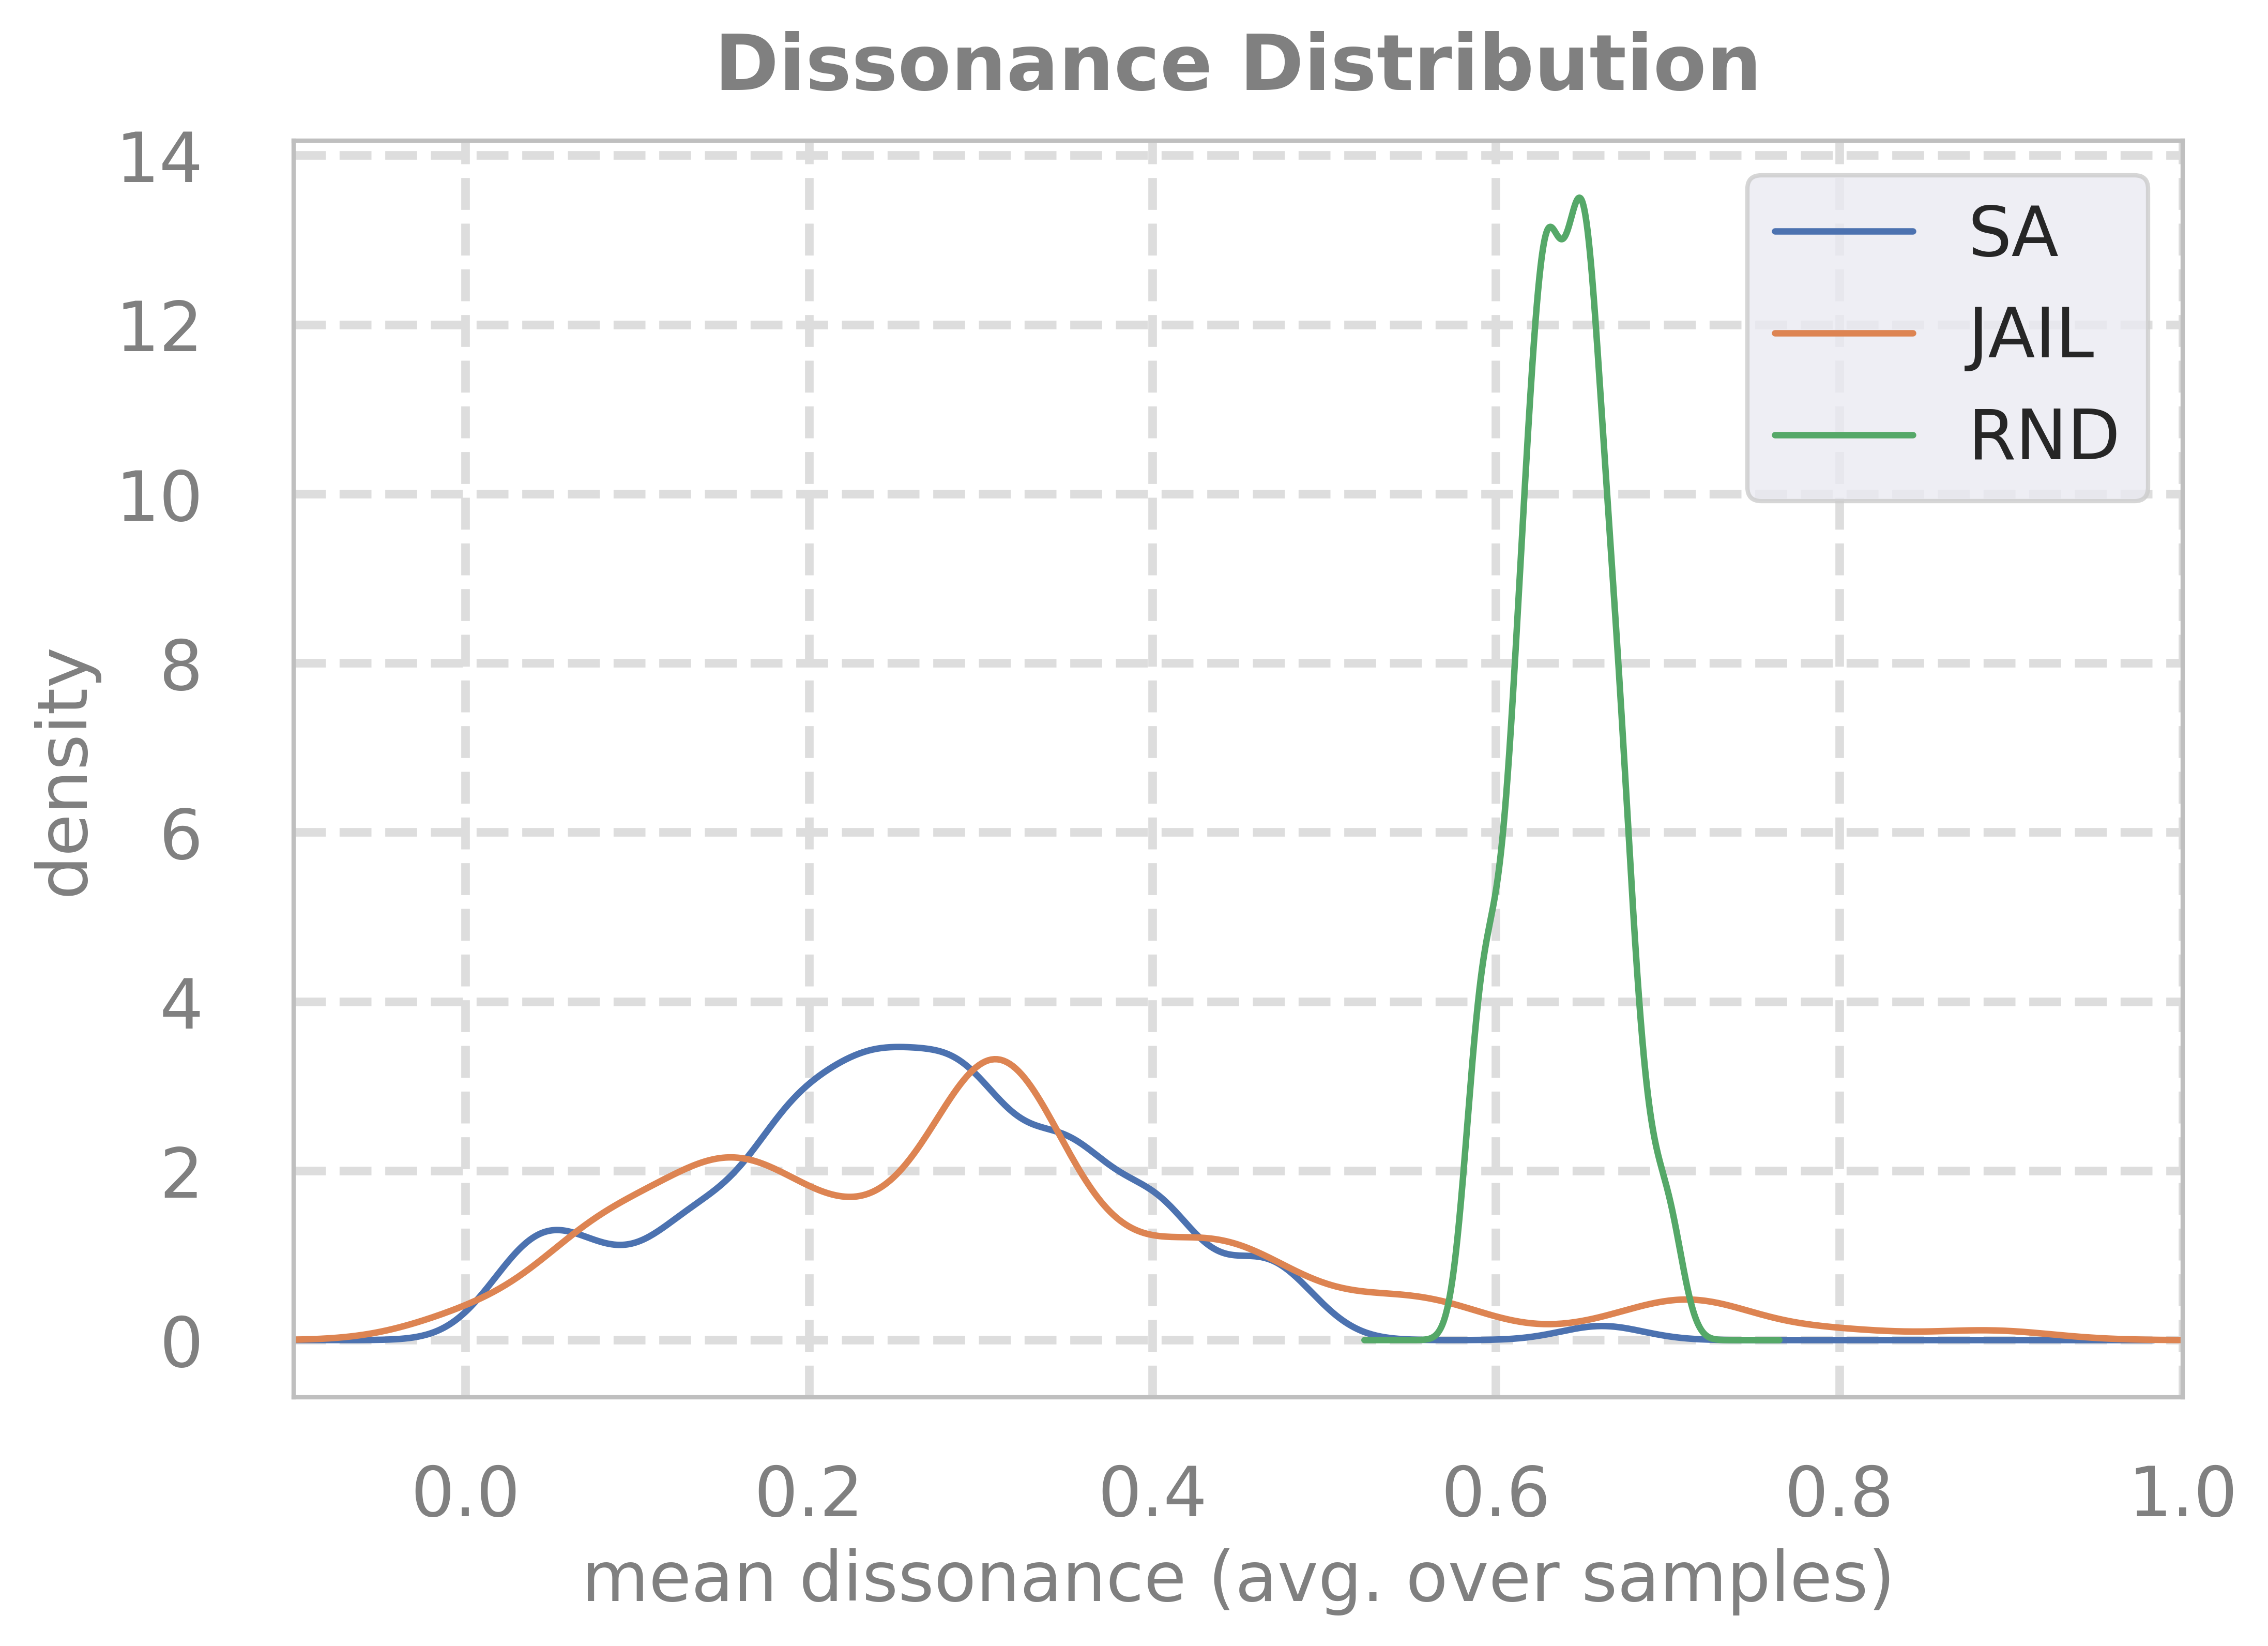 Dissonance Distribution
14
12
10
8
6
4
2
0
density
SA
JAIL
RND
0.0 0.2 0.4 0.6 0.8 1.0
mean dissonance (avg. over samples)